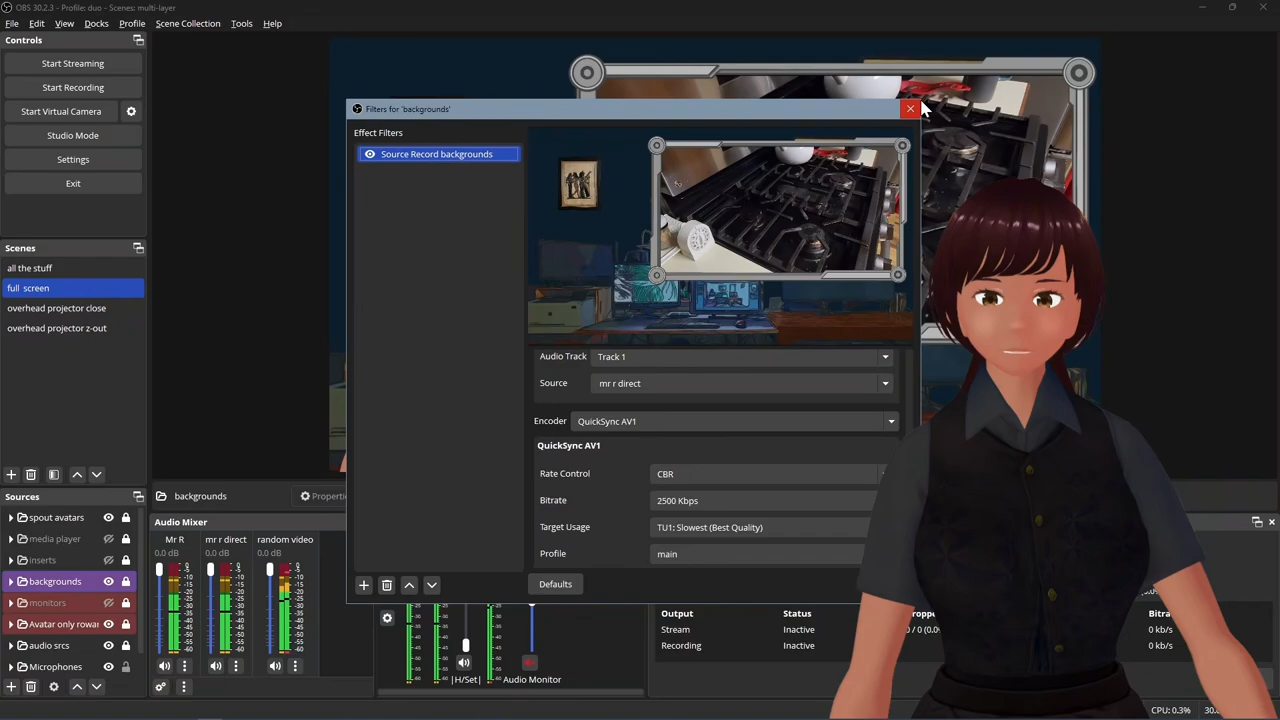 OBS 30.2.3 - Profile: duo - Scenes: multi-layer
File Edit View Docks Profile Scene Collection Tools Help
Controls
Start Streaming
Start Recording
Start Virtual Camera
Studio Mode
Settings
Exit
Scenes
all the stuff
full screen
overhead projector close
overhead projector z-out
Sources
spout avatars
media player
inserts
backgrounds
monitors
Avatar only rowar
audio srcs
Microphones
Filters for 'backgrounds'
Effect Filters
Source Record backgrounds
Audio Track Track 1
Source mr r direct
Encoder QuickSync AV1
QuickSync AV1
Rate Control CBR
Bitrate 2500 Kbps
Target Usage TU1: Slowest (Best Quality)
Profile main
Defaults
backgrounds
Audio Mixer
Mr R mr r direct random video
0.0 dB 0.0 dB 0.0 dB
|H/Set| Audio Monitor
Output Status
Stream Inactive
Recording Inactive
0 kb/s
0 kb/s
CPU: 0.3%